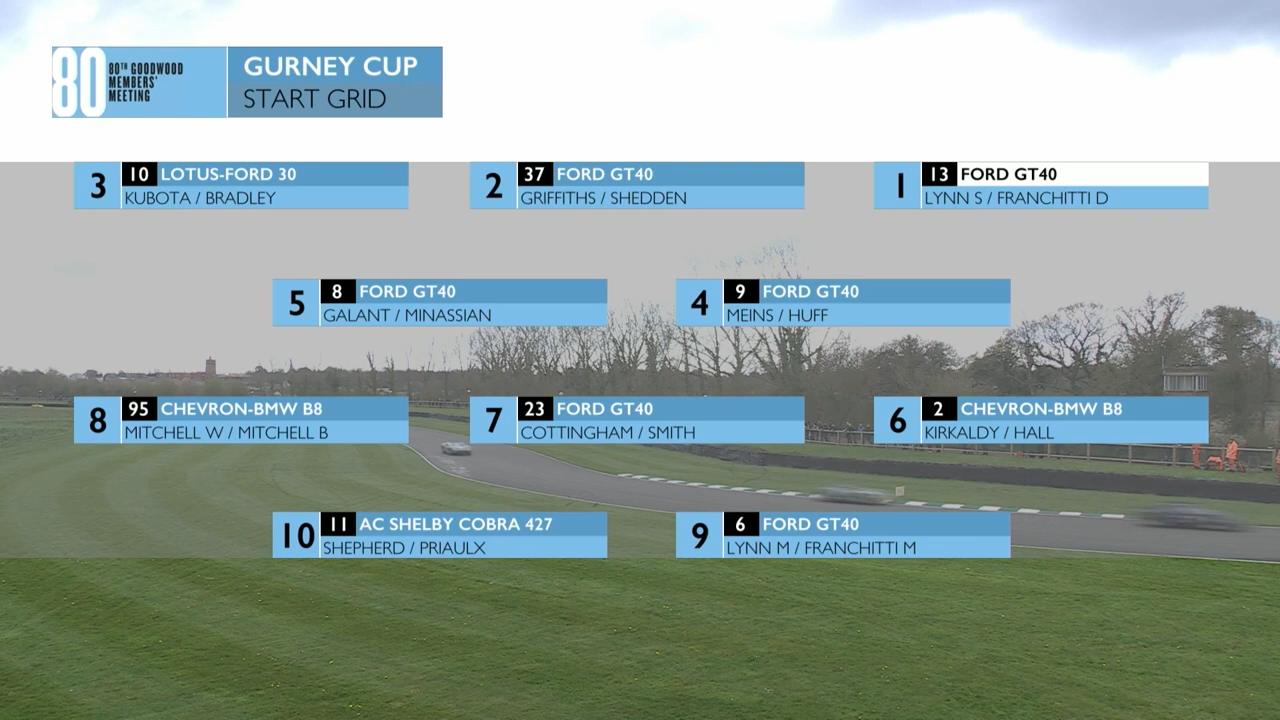 80 80TH GOODWOOD
MEMBERS'
MEETING
GURNEY CUP
START GRID
3 10 LOTUS-FORD 30
KUBOTA / BRADLEY
2 37 FORD GT40
GRIFFITHS / SHEDDEN
1 13 FORD GT40
LYNN S / FRANCHITTI D
5 8 FORD GT40
GALANT / MINASSIAN
4 9 FORD GT40
MEINS / HUFF
8 95 CHEVRON-BMW B8
MITCHELL W / MITCHELL B
7 23 FORD GT40
COTTINGHAM / SMITH
6 2 CHEVRON-BMW B8
KIRKALDY / HALL
10 11 AC SHELBY COBRA 427
SHEPHERD / PRIAULX
9 6 FORD GT40
LYNN M / FRANCHITTI M